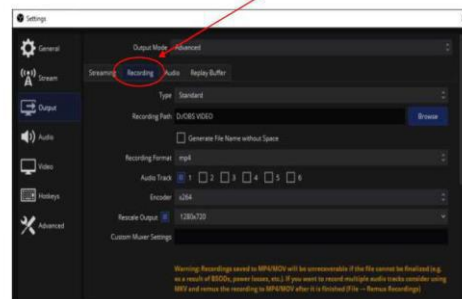 Settings
General
Output Mode Advanced
Stream
Streaming Recording Audio Replay Buffer
Type Standard
Output
Recording Path D:/OBS VIDEO Browse
Audio
Generate File Name without Space
Video
Recording Format mp4
Audio Track 1 2 3 4 5 6
Hotkeys
Encoder x264
Advanced
Rescale Output 1280x720
Custom Muxer Settings
Warning: Recordings saved to MP4/MOV will be unrecoverable if the file cannot be finalized (e.g.
as a result of BSODs, power losses, etc.). If you want to record multiple audio tracks consider using
MKV and remux the recording to MP4/MOV after it is finished (File → Remux Recordings)